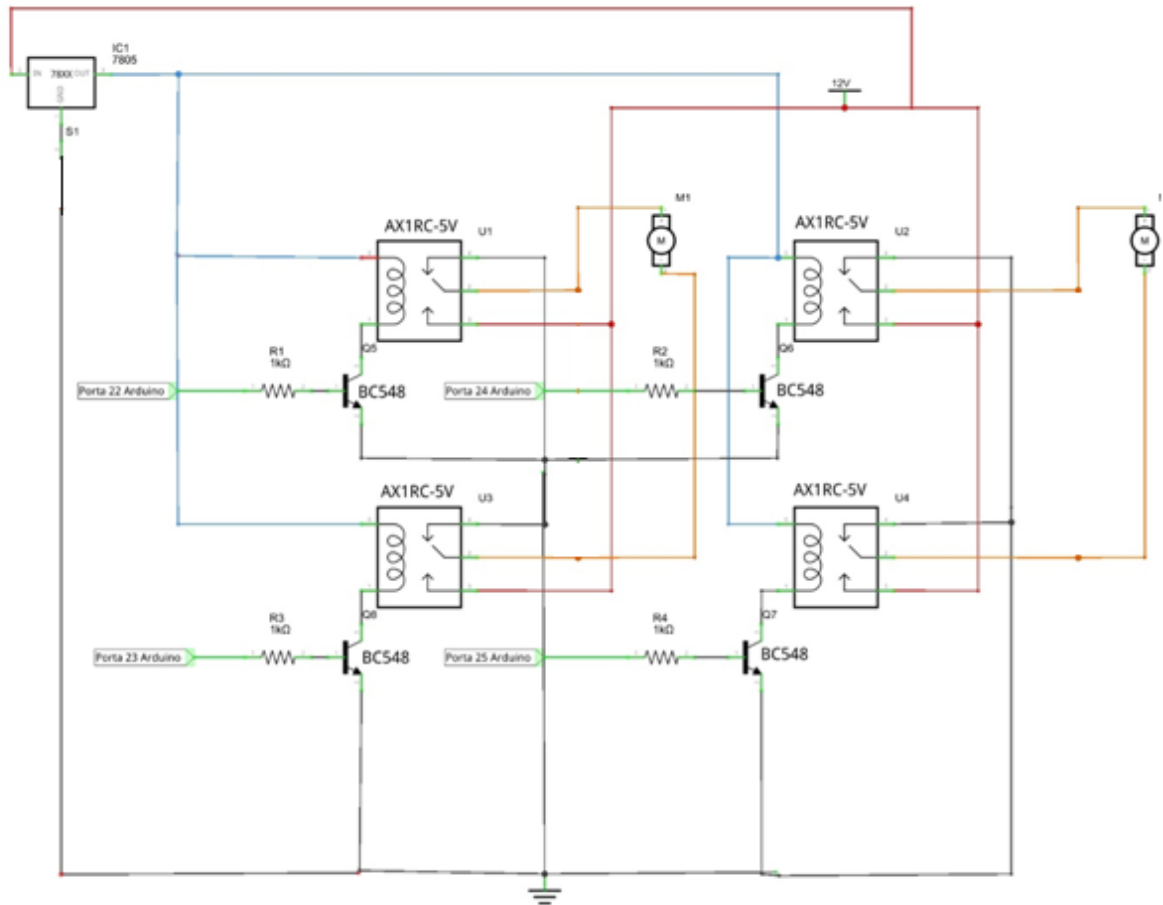 IC1
7805
IN
78XX
OUT
GND
S1
12V
M1
M
AX1RC-5V
U1
AX1RC-5V
U2
M
Q5
Q6
R1
1kΩ
R2
1kΩ
Porta 22 Arduino
BC548
Porta 24 Arduino
BC548
AX1RC-5V
U3
AX1RC-5V
U4
Q8
Q7
R3
1kΩ
R4
1kΩ
Porta 23 Arduino
BC548
Porta 25 Arduino
BC548